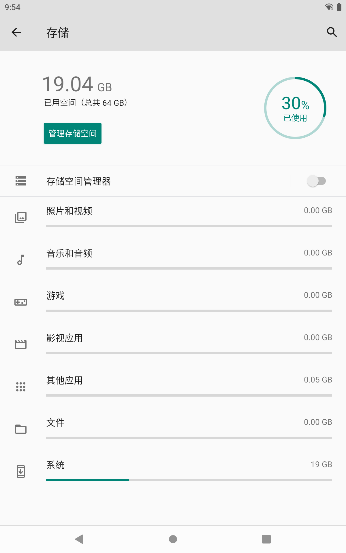 9:54
存储
19.04 GB
已用空间（总共 64 GB）
30%
已使用
管理存储空间
存储空间管理器
照片和视频 0.00 GB
音乐和音频 0.00 GB
游戏 0.00 GB
影视应用 0.00 GB
其他应用 0.05 GB
文件 0.00 GB
系统 19 GB